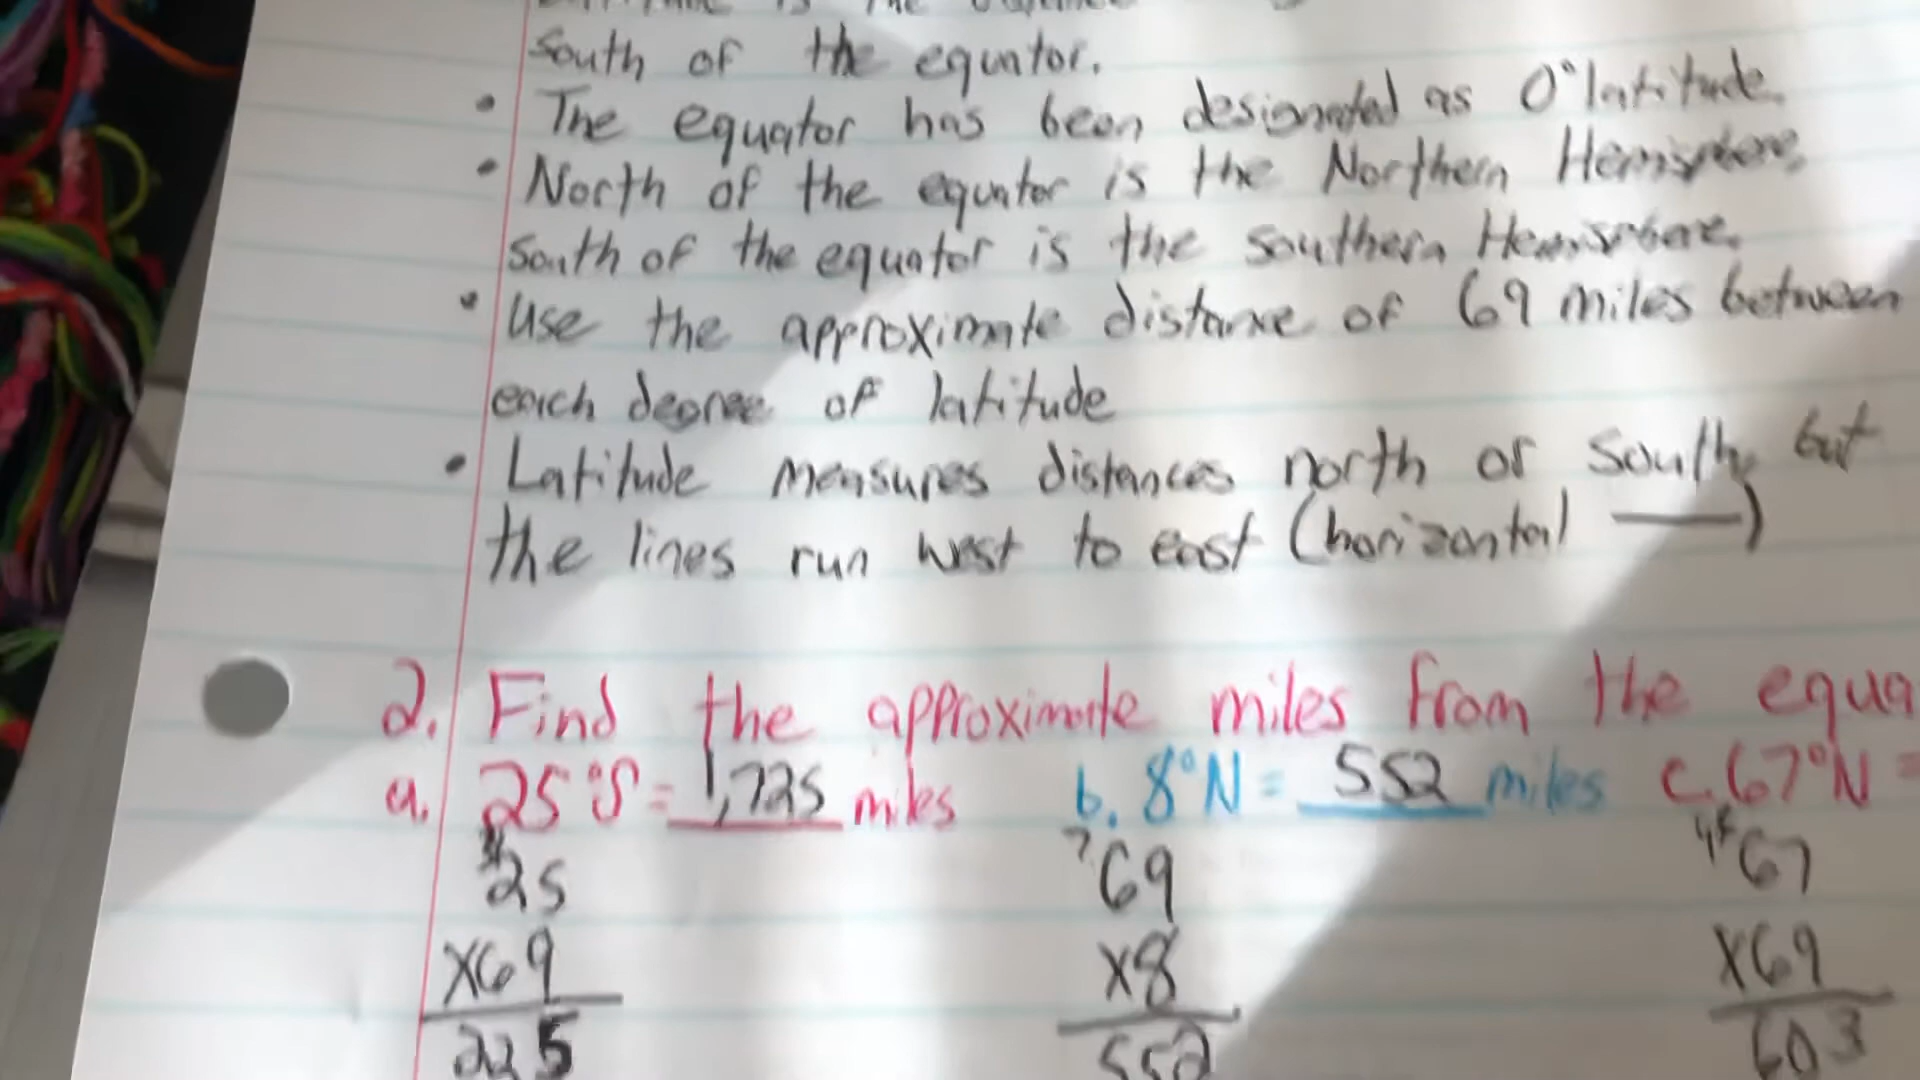 south of the equator.
• The equator has been designated as 0° latitude.
• North of the equator is the Northern Hemisphere,
south of the equator is the southern Hemisphere.
• Use the approximate distance of 69 miles between
each degree of latitude
• Latitude measures distances north or south, but
the lines run west to east (horizontal —)
2. Find the approximate miles from the equa
a. 25°S = 1,725 miles b. 8°N = 552 miles c. 67°N =
25 7 69 67
x69 x8 x69
225 552 603